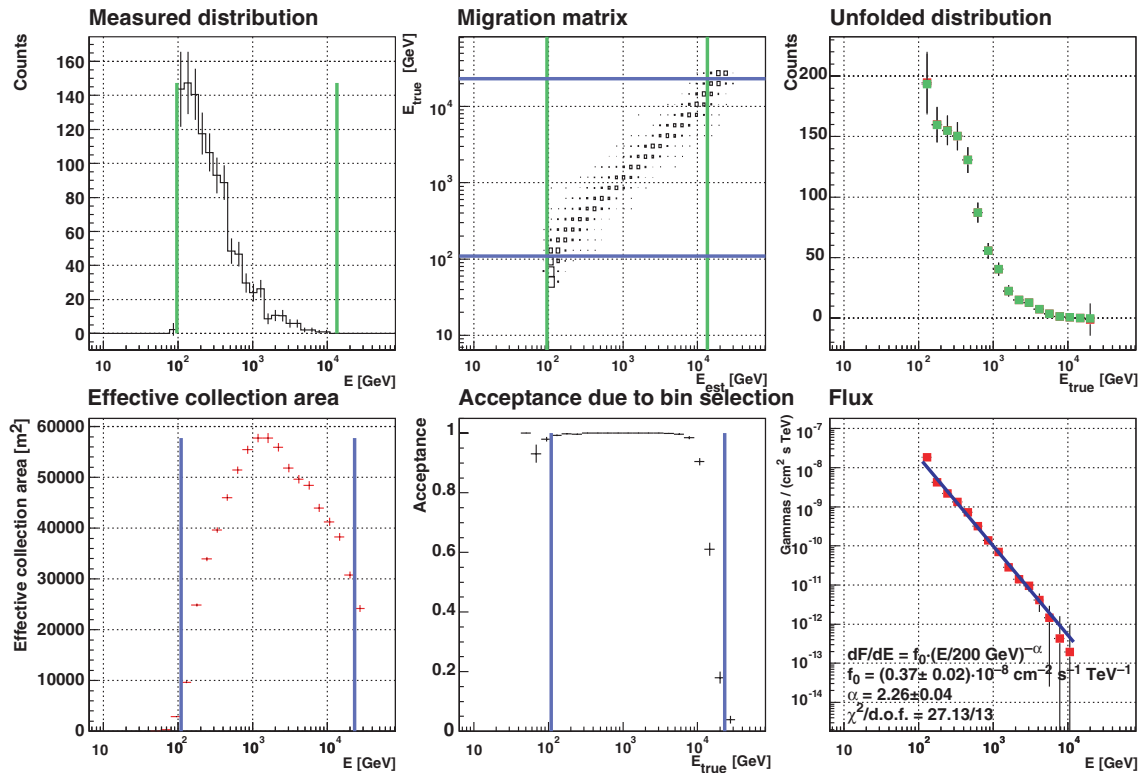 Measured distribution
Counts
160
140
120
100
80
60
40
20
0
10 10² 10³ 10⁴
E [GeV]
Migration matrix
E_true [GeV]
10⁴
10³
10²
10
10 10² 10³ 10⁴
E_est [GeV]
Unfolded distribution
Counts
200
150
100
50
0
10 10² 10³ 10⁴
E_true [GeV]
Effective collection area
Effective collection area [m²]
60000
50000
40000
30000
20000
10000
0
10 10² 10³ 10⁴
E [GeV]
Acceptance due to bin selection
Acceptance
1
0.8
0.6
0.4
0.2
0
10 10² 10³ 10⁴
E_true [GeV]
Flux
Gammas / (cm² s TeV)
10⁻⁷
10⁻⁸
10⁻⁹
10⁻¹⁰
10⁻¹¹
10⁻¹²
10⁻¹³
10⁻¹⁴
dF/dE = f₀·(E/200 GeV)^−α
f₀ = (0.37± 0.02)·10⁻⁸ cm⁻² s⁻¹ TeV⁻¹
α = 2.26±0.04
χ²/d.o.f. = 27.13/13
10 10² 10³ 10⁴
E [GeV]